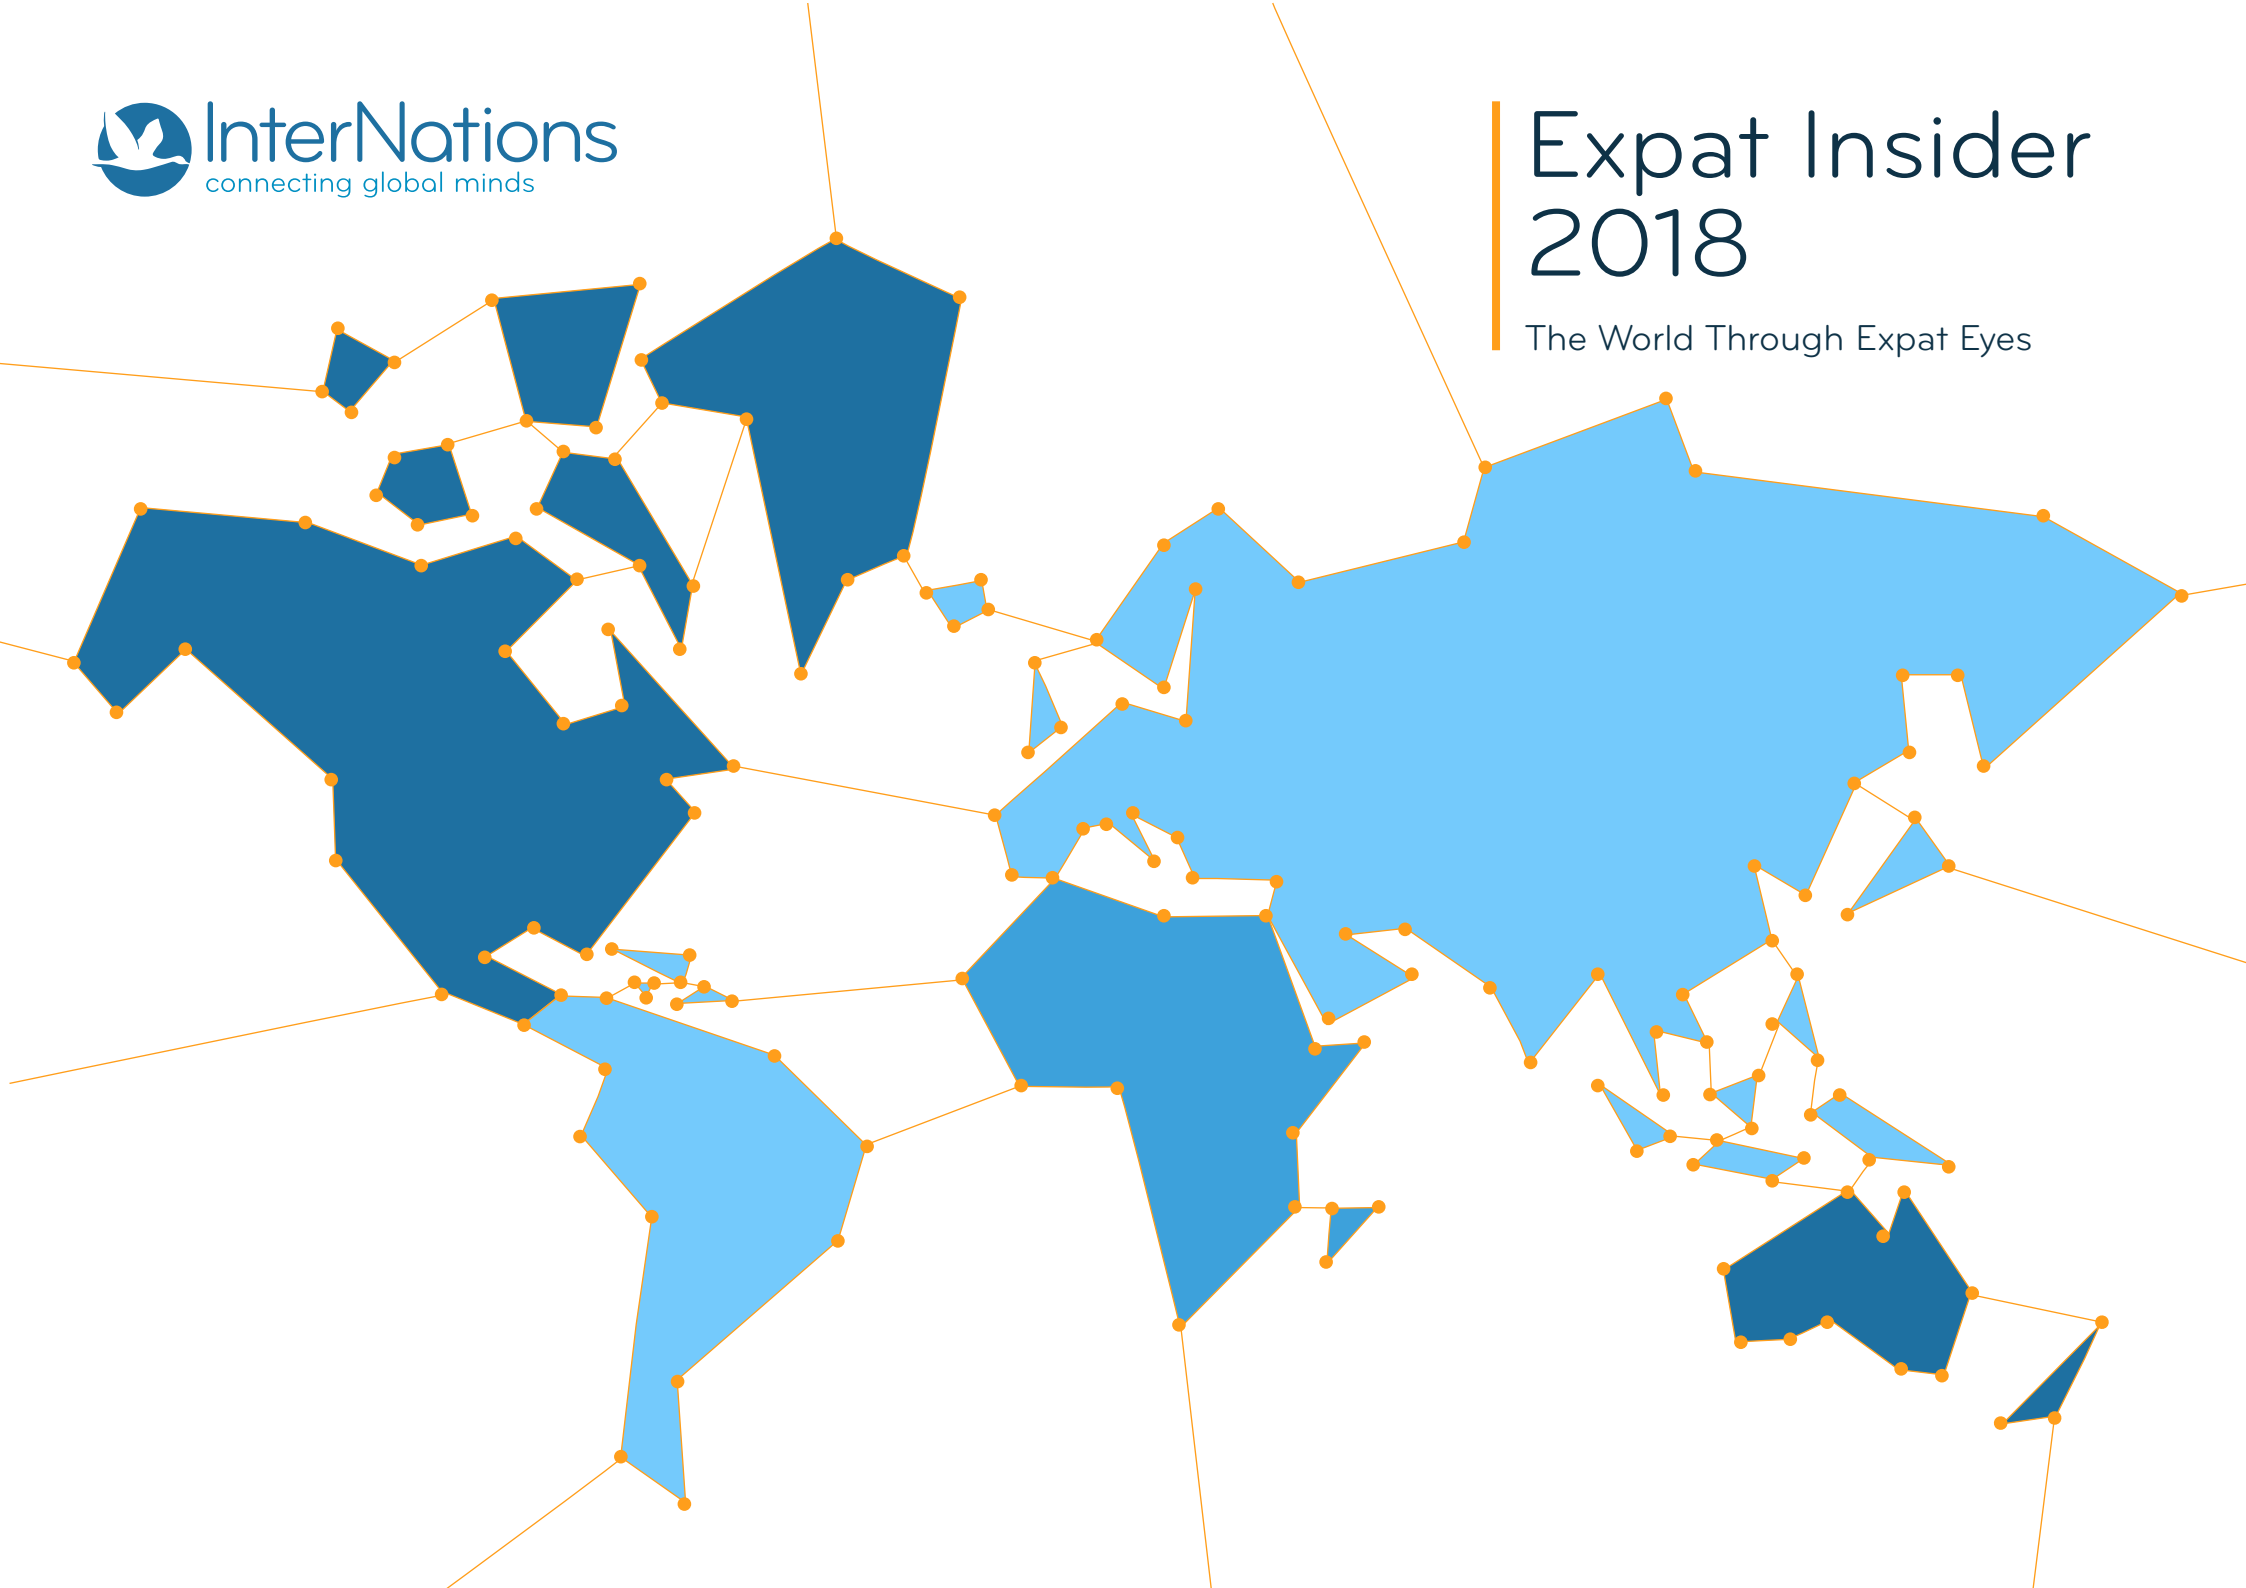 InterNations
connecting global minds
Expat Insider
2018
The World Through Expat Eyes